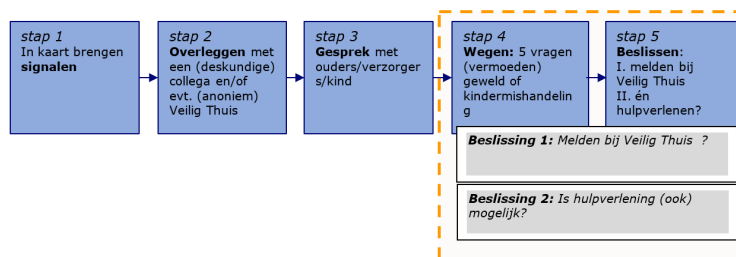 stap 1
In kaart brengen
signalen
stap 2
Overleggen met
een (deskundige)
collega en/of
evt. (anoniem)
Veilig Thuis
stap 3
Gesprek met
ouders/verzorger
s/kind
stap 4
Wegen: 5 vragen
(vermoeden)
geweld of
kindermishandelin
g
stap 5
Beslissen:
I. melden bij
Veilig Thuis
II. én
hulpverlenen?
Beslissing 1: Melden bij Veilig Thuis ?
Beslissing 2: Is hulpverlening (ook)
mogelijk?